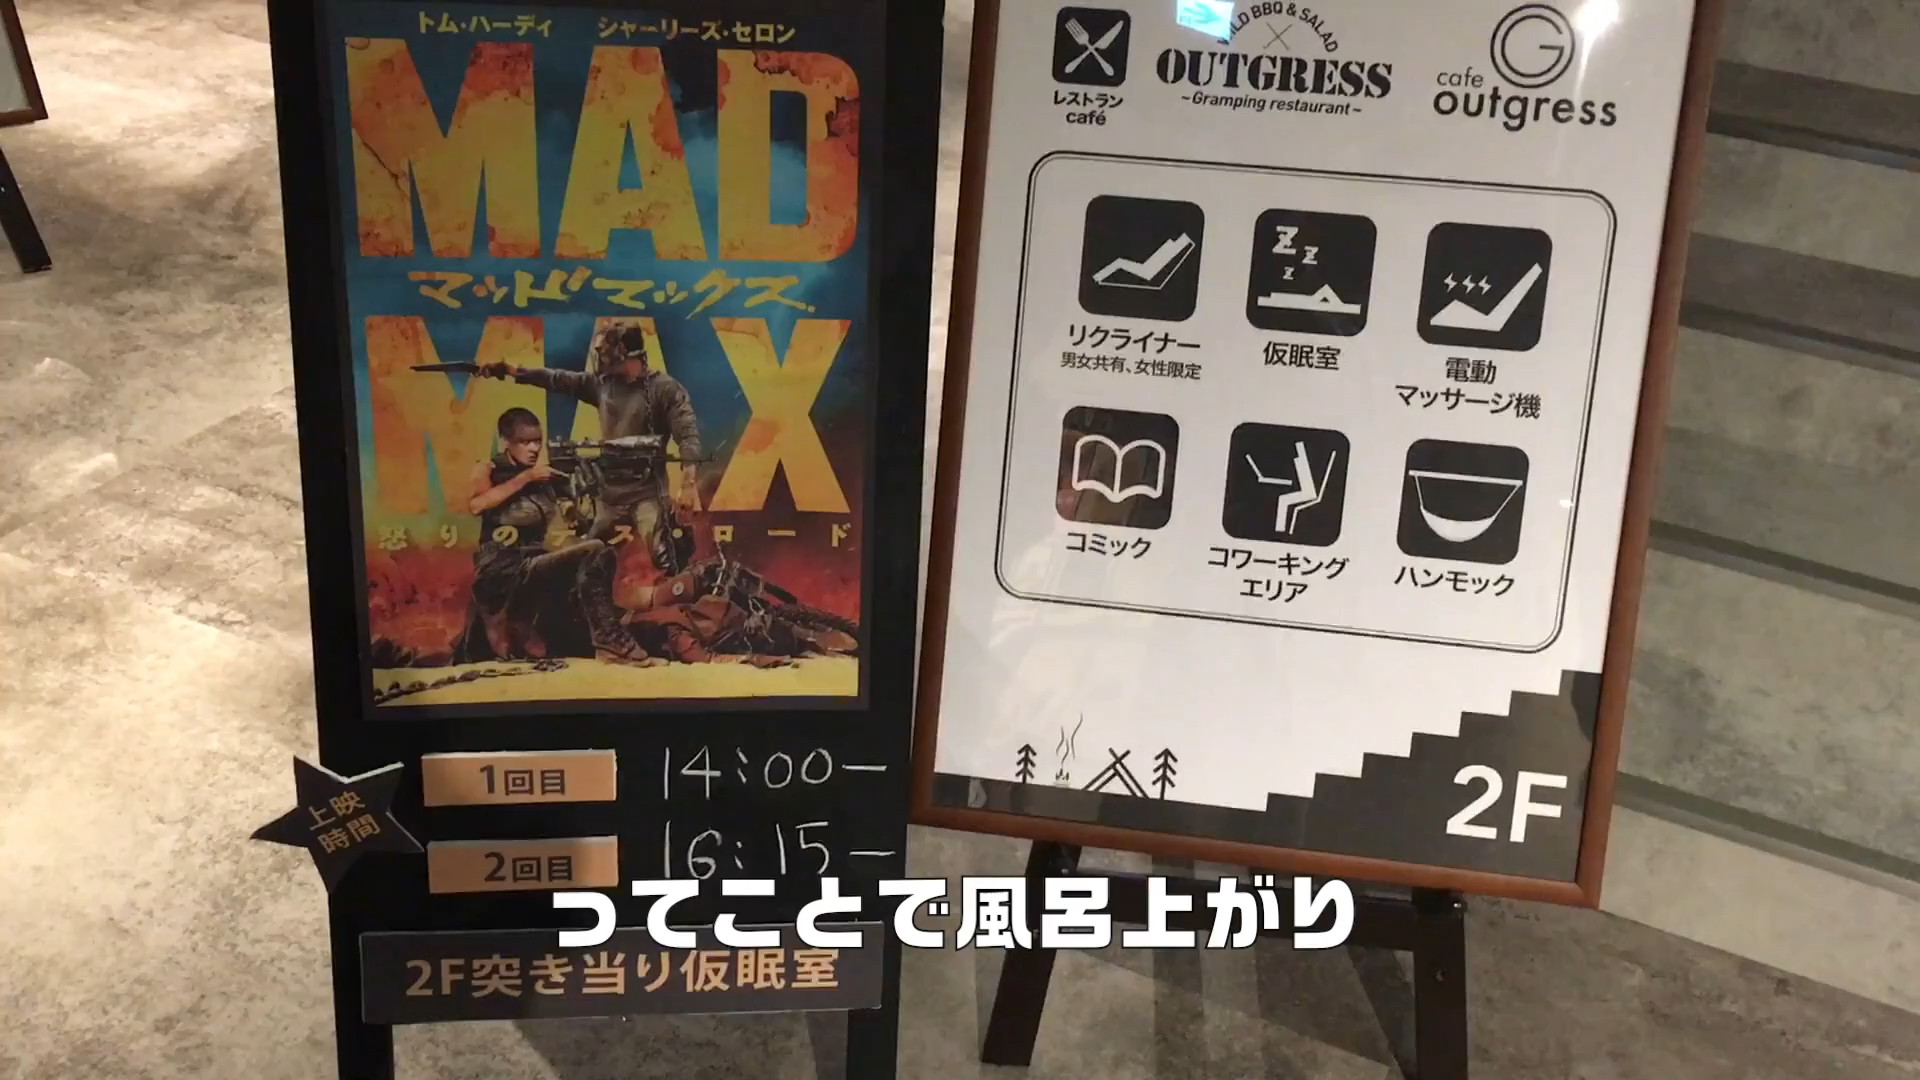 トム・ハーディ シャーリーズ・セロン
MAD
マッドマックス
MAX
怒りのデス・ロード
上映
時間
1回目 14:00ー
2回目 16:15ー
2F突き当り仮眠室
レストラン
café
WILD BBQ & SALAD
OUTGRESS
~Gramping restaurant~
cafe
outgress
リクライナー
男女共有、女性限定
Z Z Z
仮眠室
電動
マッサージ機
コミック
コワーキング
エリア
ハンモック
2F
ってことで風呂上がり